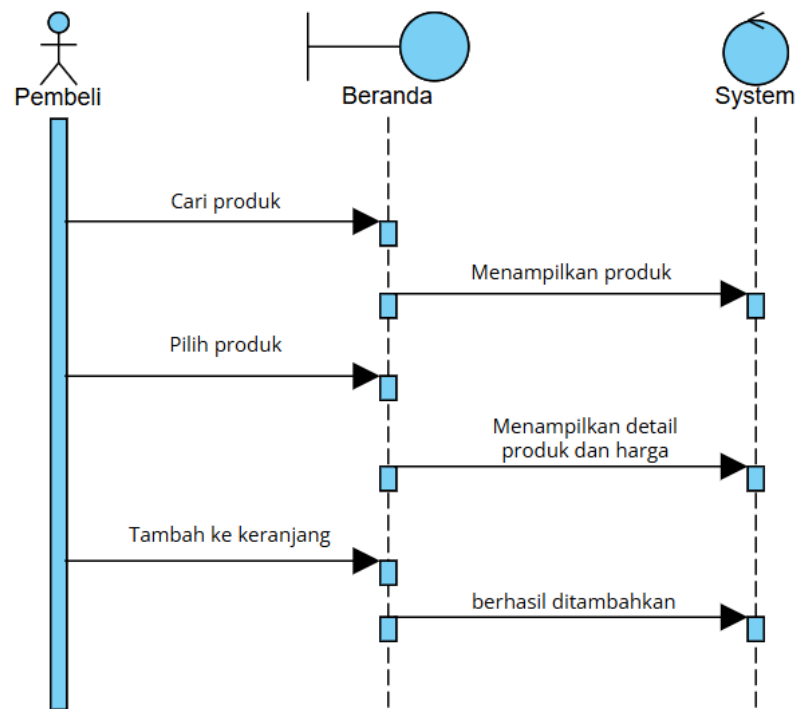 Pembeli
Beranda
System
Cari produk
Menampilkan produk
Pilih produk
Menampilkan detail
produk dan harga
Tambah ke keranjang
berhasil ditambahkan